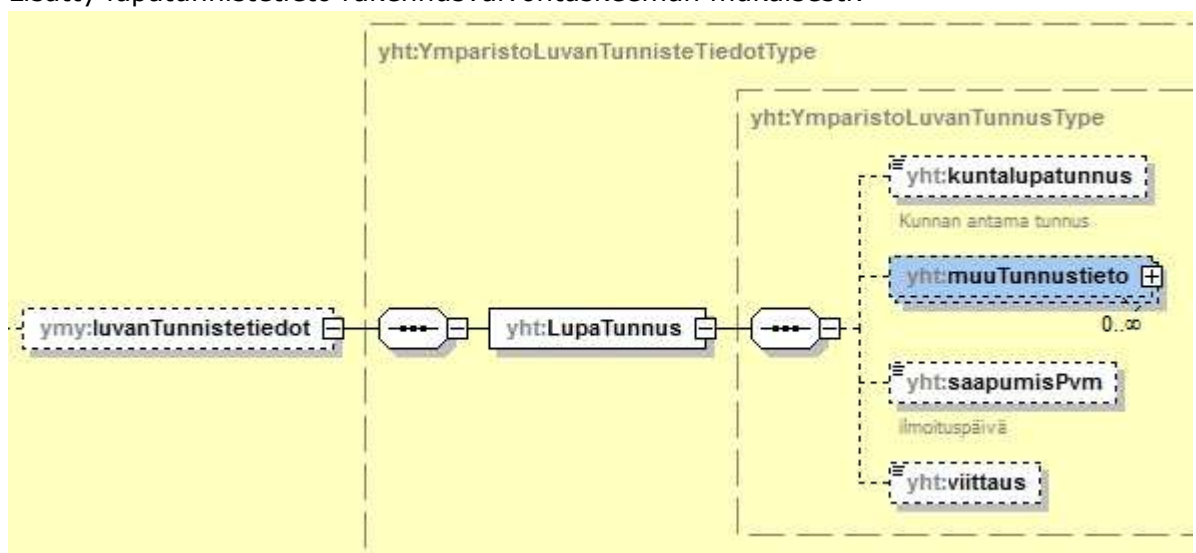 yht:YmparistoLuvanTunnisteTiedotType
yht:YmparistoLuvanTunnusType
yht:kuntalupatunnus
Kunnan antama tunnus
yht:muuTunnustieto
0..∞
ymy:luvanTunnistetiedot
yht:LupaTunnus
yht:saapumisPvm
ilmoituspäivä
yht:viittaus